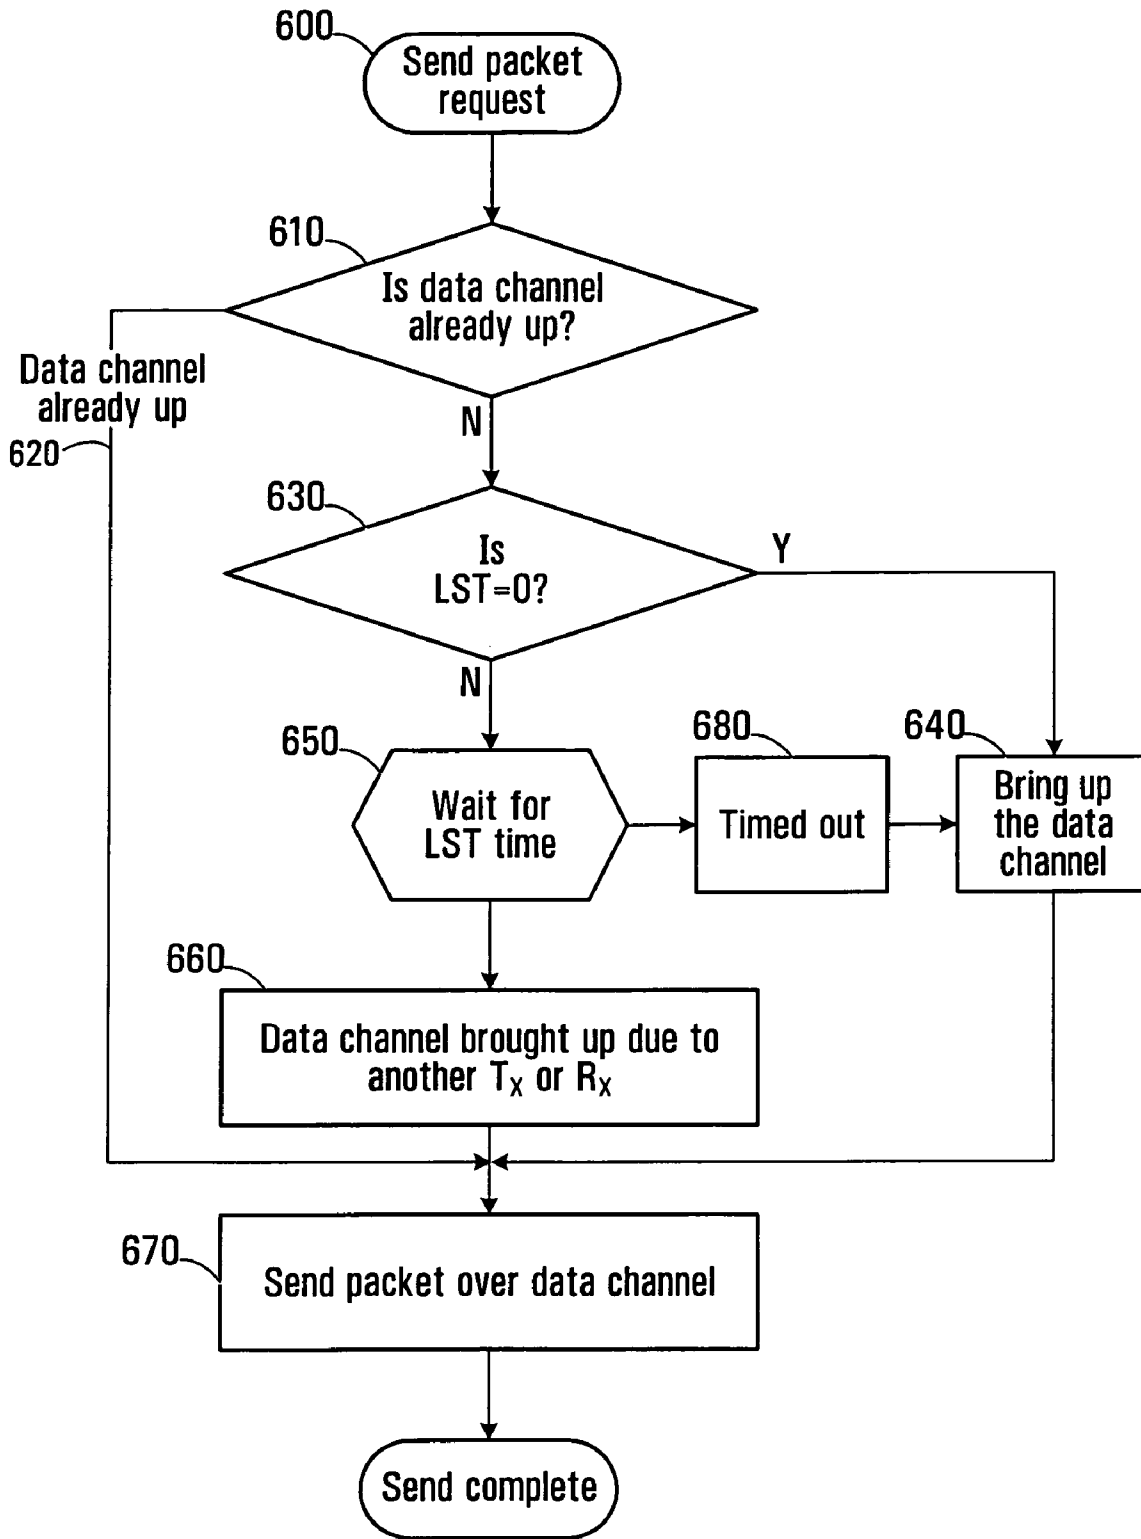 600
Send packet
request
610
Is data channel
already up?
Data channel
already up
620
N
630
Is
LST=0?
Y
N
650
Wait for
LST time
680
Timed out
640
Bring up
the data
channel
660
Data channel brought up due to
another Tx or Rx
670
Send packet over data channel
Send complete